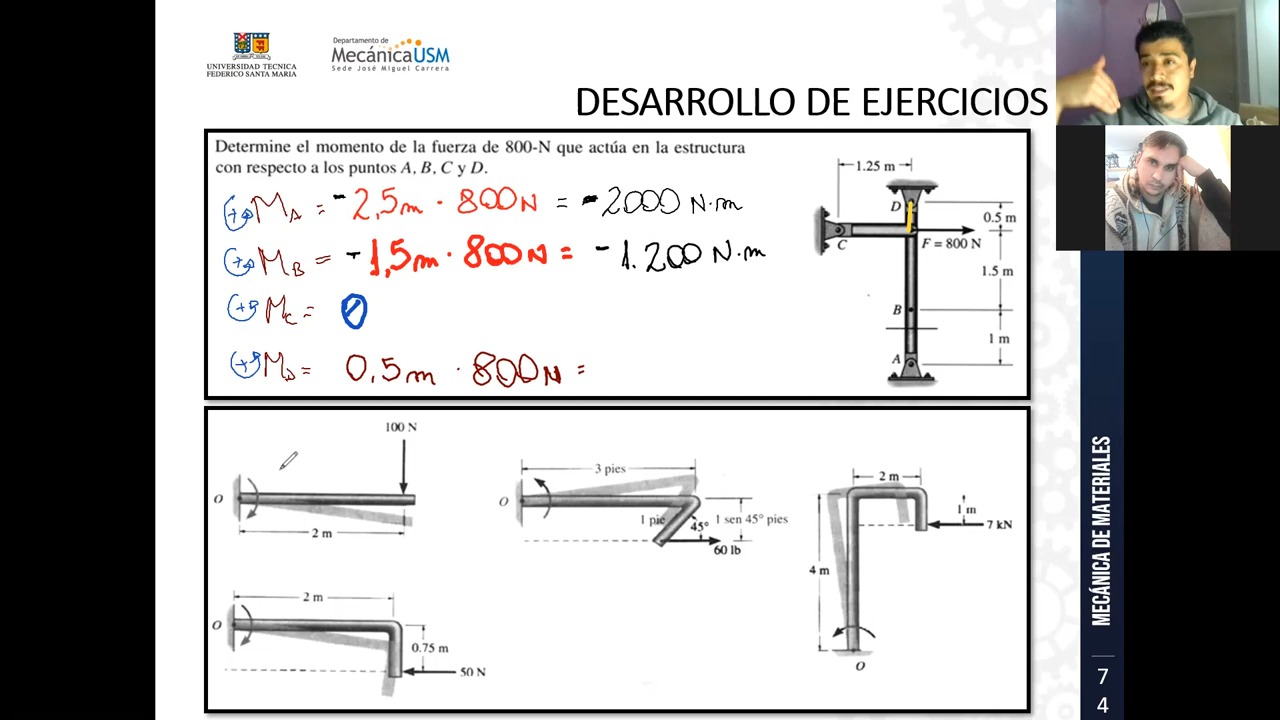 UNIVERSIDAD TECNICA
FEDERICO SANTA MARIA
Departamento de
MecánicaUSM
Sede José Miguel Carrera
DESARROLLO DE EJERCICIOS
Determine el momento de la fuerza de 800-N que actúa en la estructura
con respecto a los puntos A, B, C y D.
+ MA = -2,5m · 800N = -2000 N·m
+ MB = -1,5m · 800N = -1.200 N·m
+ MC = 0
+ MD = 0,5m · 800N =
1.25 m
D
0.5 m
C
F = 800 N
1.5 m
B
1 m
A
100 N
O
2 m
3 pies
O
1 pie
45°
1 sen 45° pies
60 lb
2 m
1 m
7 kN
4 m
O
2 m
O
0.75 m
50 N
MECÁNICA DE MATERIALES
7
4